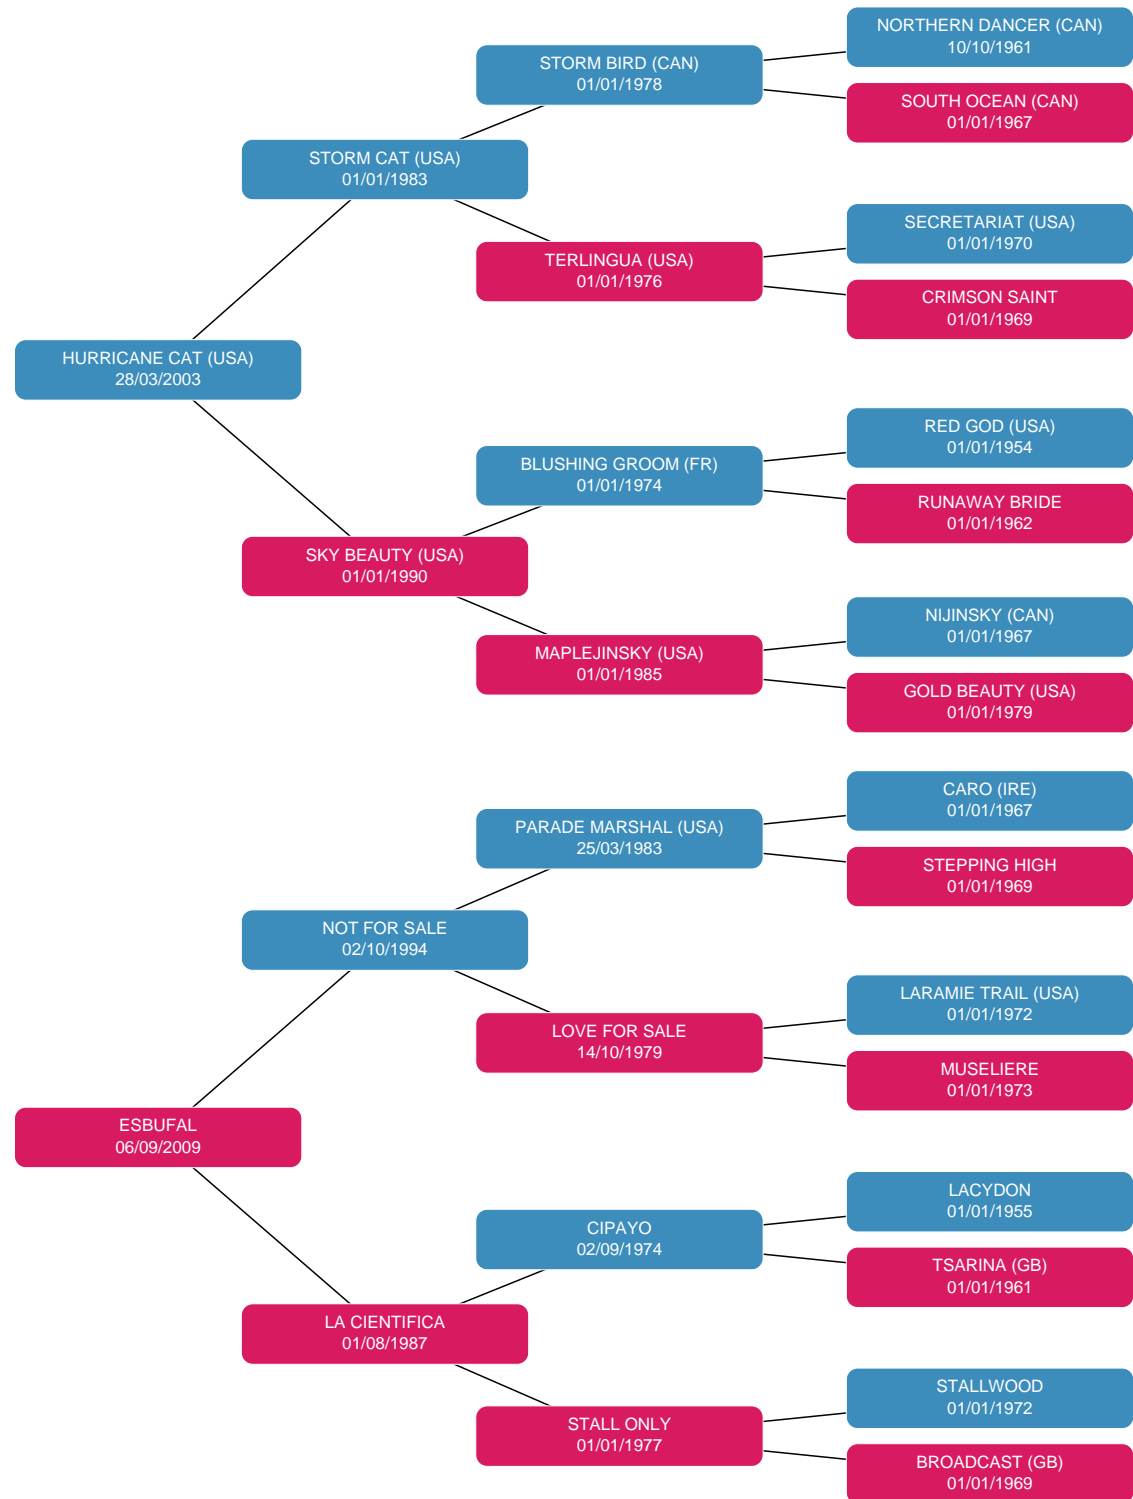 NORTHERN DANCER (CAN)
10/10/1961
STORM BIRD (CAN)
01/01/1978
SOUTH OCEAN (CAN)
01/01/1967
STORM CAT (USA)
01/01/1983
SECRETARIAT (USA)
01/01/1970
TERLINGUA (USA)
01/01/1976
CRIMSON SAINT
01/01/1969
HURRICANE CAT (USA)
28/03/2003
RED GOD (USA)
01/01/1954
BLUSHING GROOM (FR)
01/01/1974
RUNAWAY BRIDE
01/01/1962
SKY BEAUTY (USA)
01/01/1990
NIJINSKY (CAN)
01/01/1967
MAPLEJINSKY (USA)
01/01/1985
GOLD BEAUTY (USA)
01/01/1979
CARO (IRE)
01/01/1967
PARADE MARSHAL (USA)
25/03/1983
STEPPING HIGH
01/01/1969
NOT FOR SALE
02/10/1994
LARAMIE TRAIL (USA)
01/01/1972
LOVE FOR SALE
14/10/1979
MUSELIERE
01/01/1973
ESBUFAL
06/09/2009
LACYDON
01/01/1955
CIPAYO
02/09/1974
TSARINA (GB)
01/01/1961
LA CIENTIFICA
01/08/1987
STALLWOOD
01/01/1972
STALL ONLY
01/01/1977
BROADCAST (GB)
01/01/1969